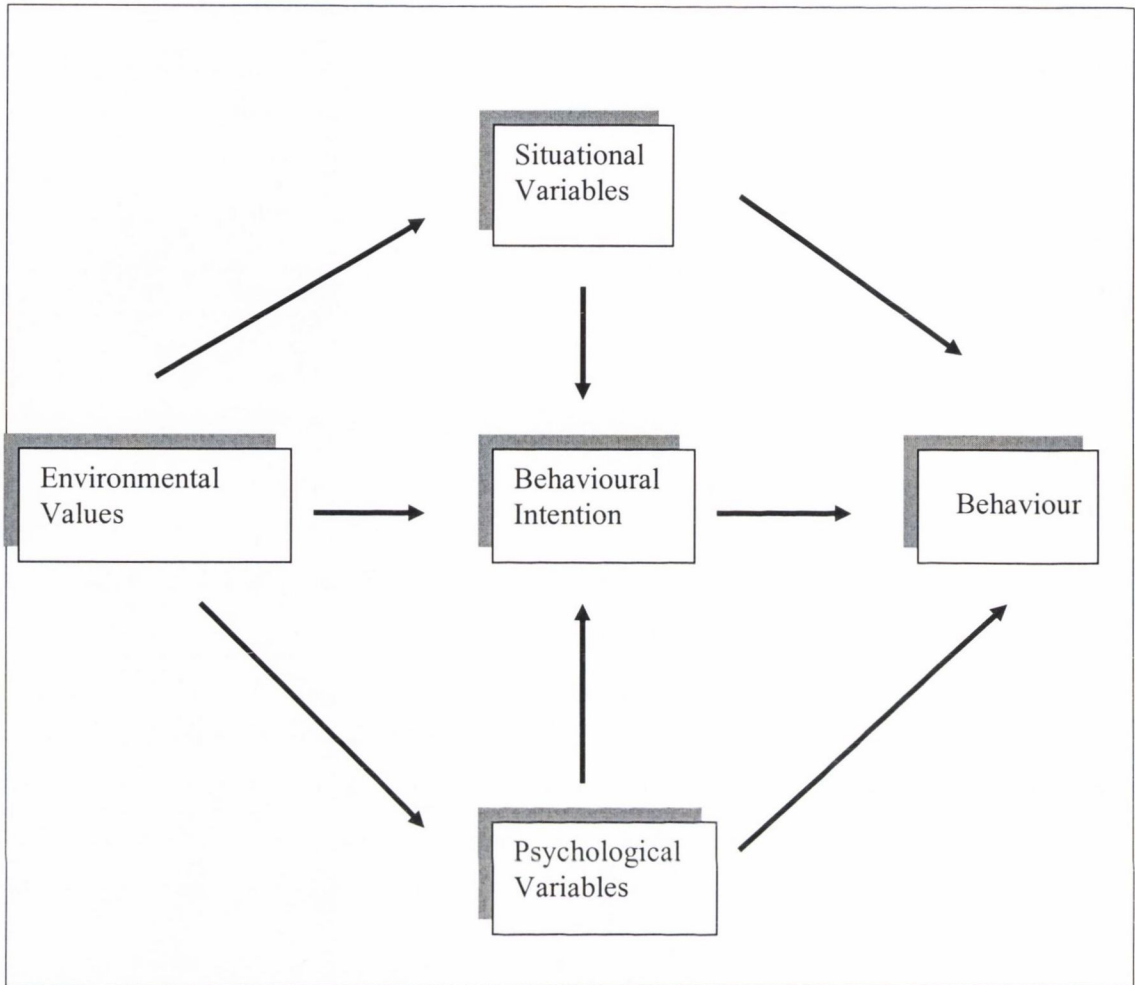 Situational
Variables
Environmental
Values
Behavioural
Intention
Behaviour
Psychological
Variables